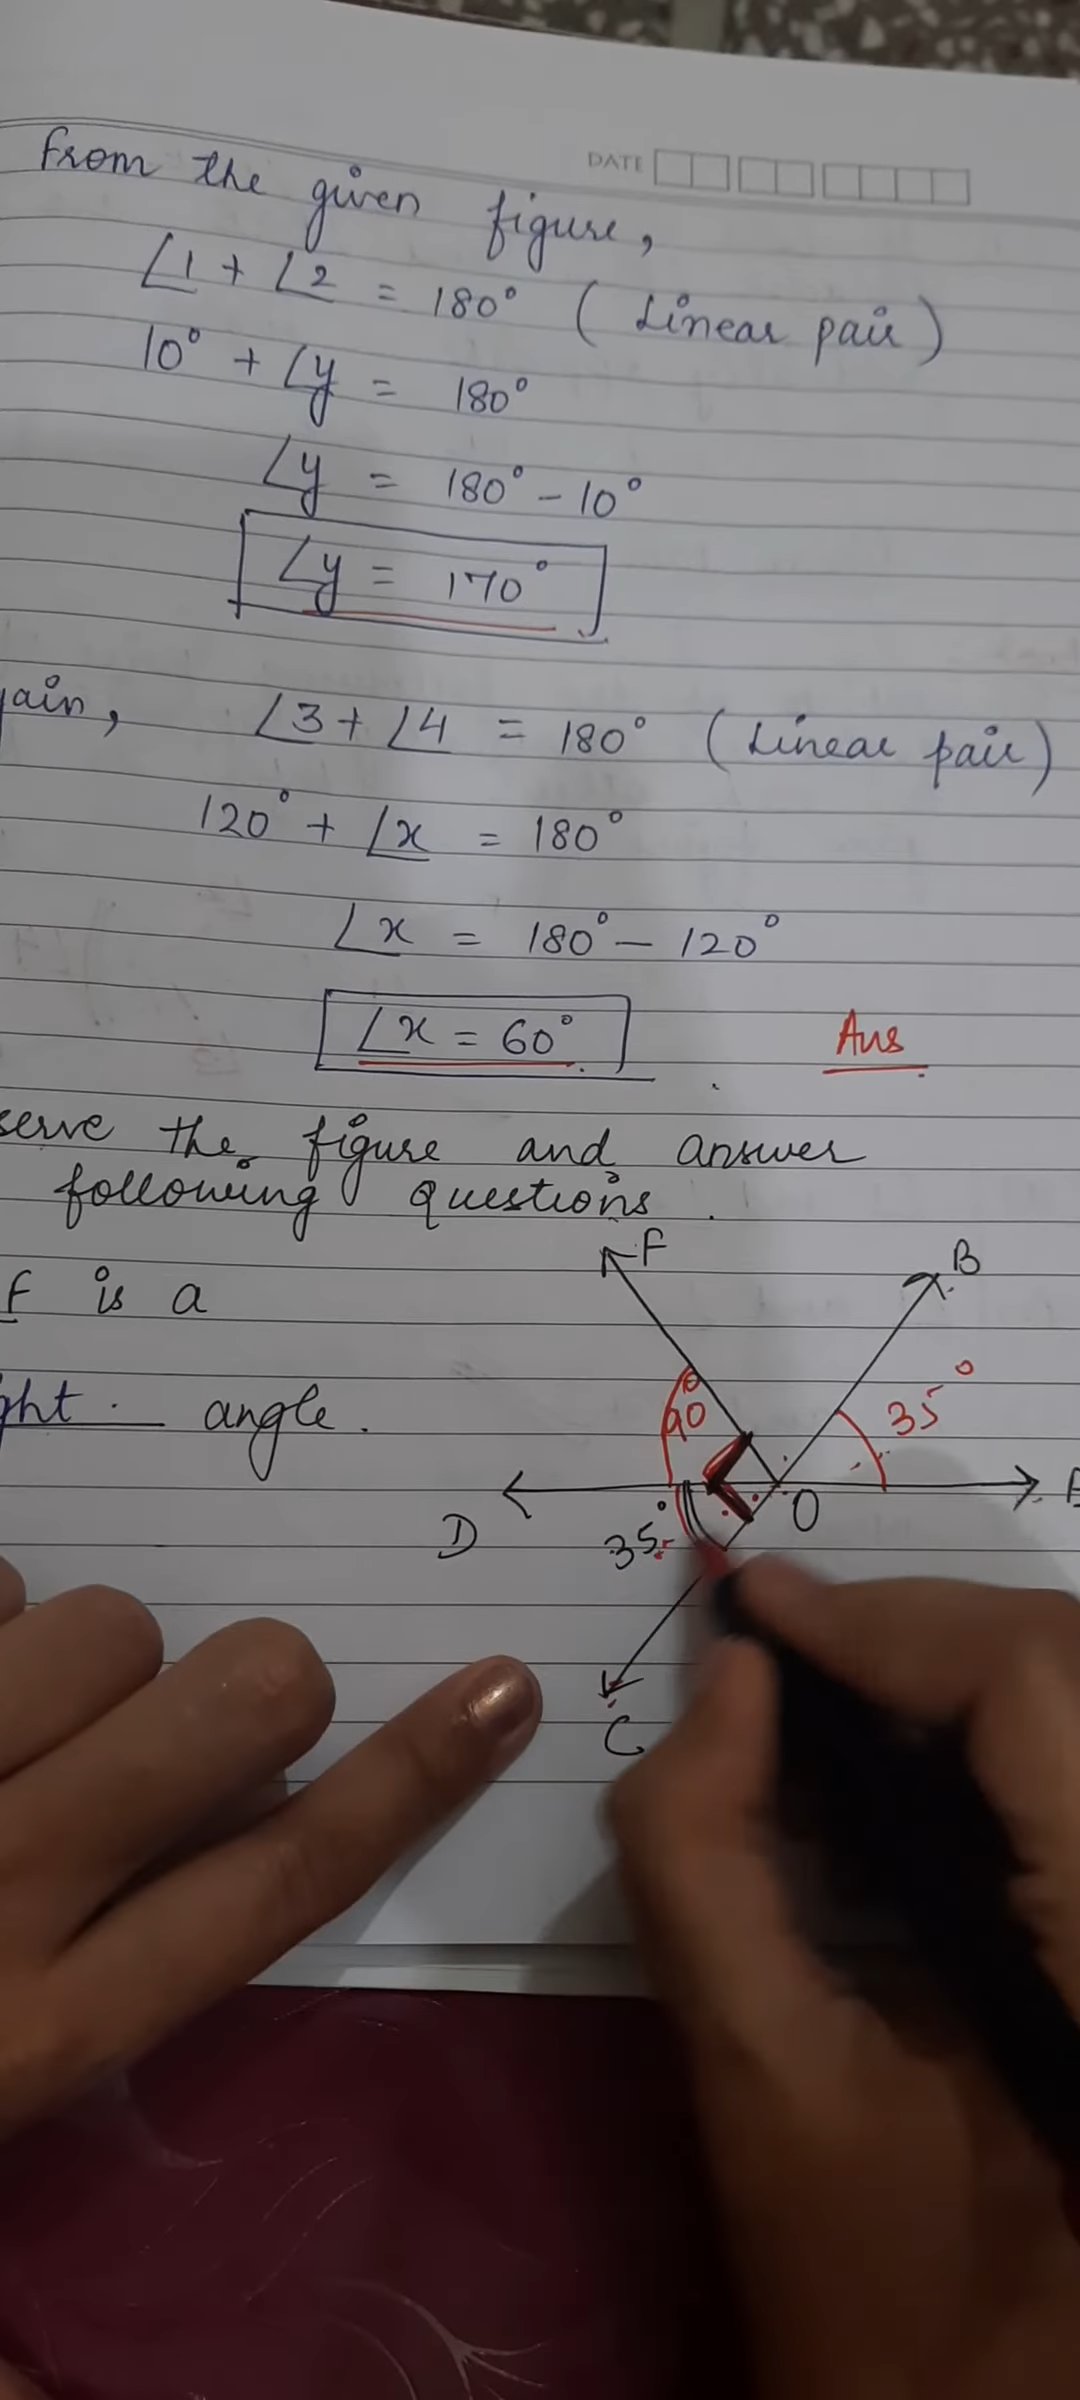 DATE
From the given figure,
∠1 + ∠2 = 180° ( Linear pair )
10° + ∠y = 180°
∠y = 180° - 10°
∠y = 170°
gain, ∠3 + ∠4 = 180° ( Linear pair )
120° + ∠x = 180°
∠x = 180° - 120°
∠x = 60°
Ans
serve the figure and answer
following questions.
F is a
ght angle.
F
B
35°
90
O
D
35°
C